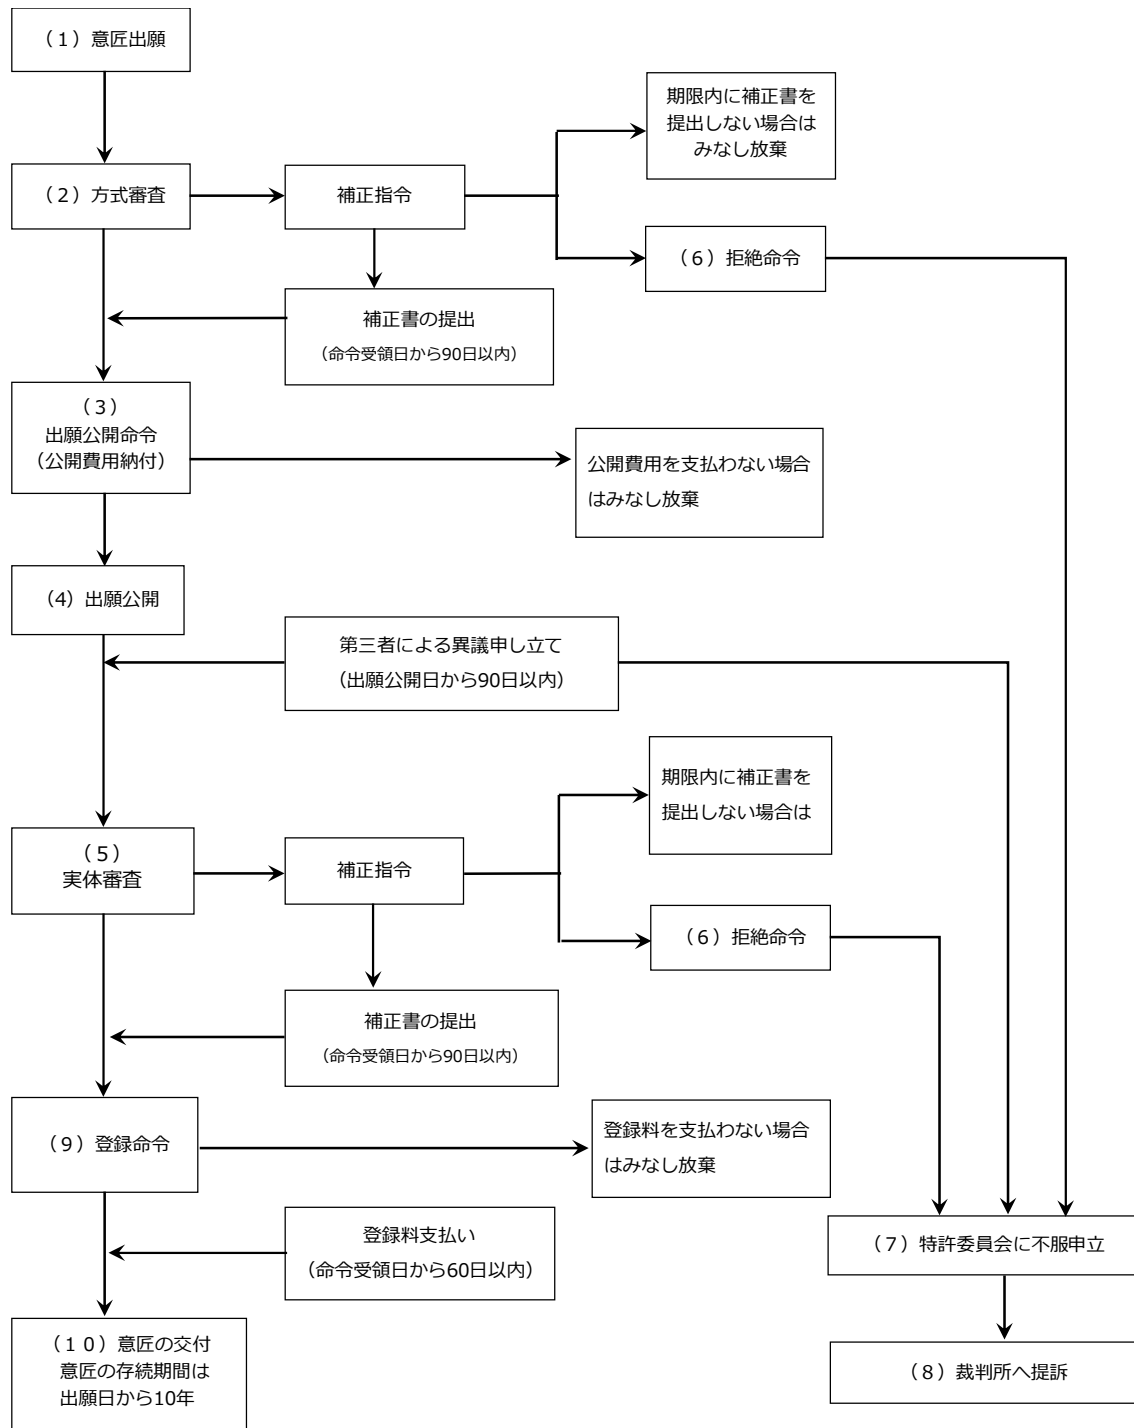 （１）意匠出願
期限内に補正書を
提出しない場合は
みなし放棄
（２）方式審査
補正指令
（６）拒絶命令
補正書の提出
（命令受領日から90日以内）
（３）
出願公開命令
（公開費用納付）
公開費用を支払わない場合
はみなし放棄
（4）出願公開
第三者による異議申し立て
（出願公開日から90日以内）
期限内に補正書を
提出しない場合は
（５）
実体審査
補正指令
（６）拒絶命令
補正書の提出
（命令受領日から90日以内）
（９）登録命令
登録料を支払わない場合
はみなし放棄
登録料支払い
（命令受領日から60日以内）
（７）特許委員会に不服申立
（１０）意匠の交付
意匠の存続期間は
出願日から10年
（８）裁判所へ提訴